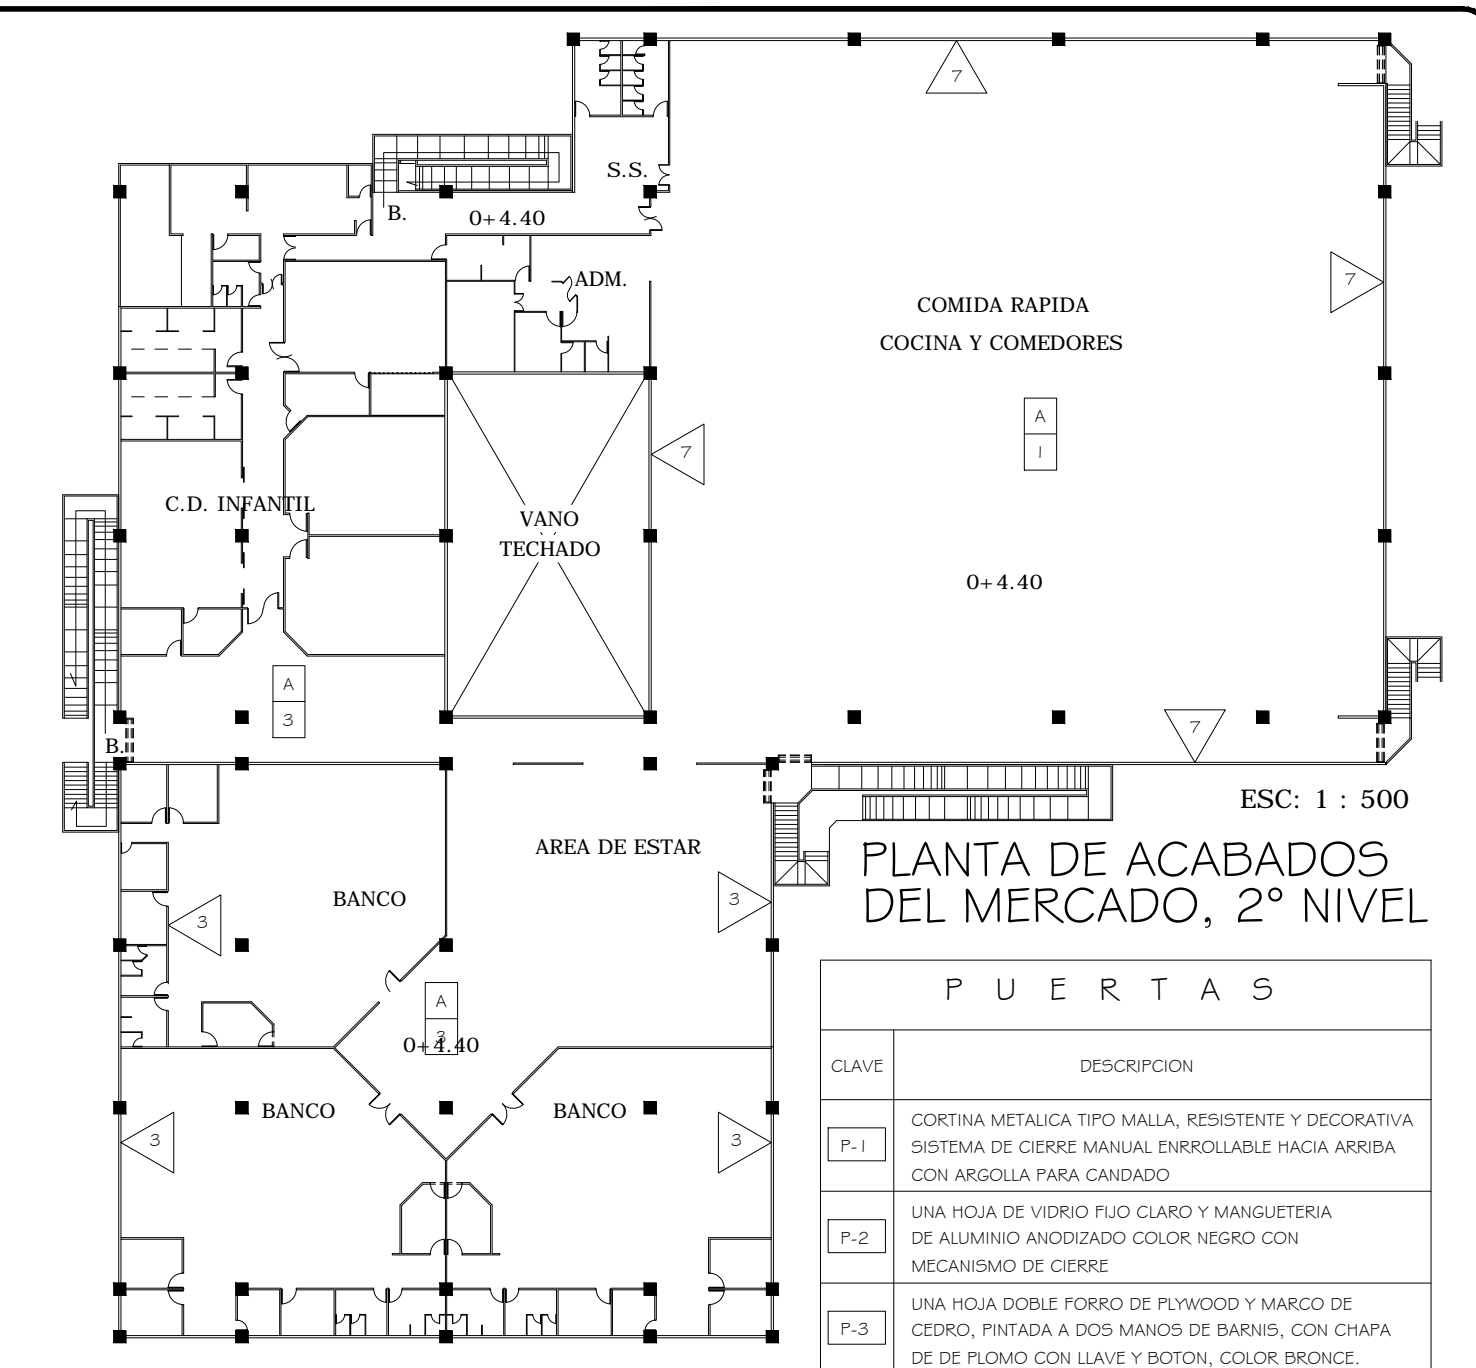 7
S.S.
B.
0+4.40
ADM.
7
COMIDA RAPIDA
COCINA Y COMEDORES
A
1
7
C.D. INFANTIL
VANO
TECHADO
0+4.40
A
3
7
B.
ESC: 1 : 500
AREA DE ESTAR
PLANTA DE ACABADOS
DEL MERCADO, 2° NIVEL
BANCO
3
3
A
3
0+4.40
BANCO
BANCO
3
3
PUERTAS
CLAVE DESCRIPCION
P-1
CORTINA METALICA TIPO MALLA, RESISTENTE Y DECORATIVA
SISTEMA DE CIERRE MANUAL ENRROLLABLE HACIA ARRIBA
CON ARGOLLA PARA CANDADO
P-2
UNA HOJA DE VIDRIO FIJO CLARO Y MANGUETERIA
DE ALUMINIO ANODIZADO COLOR NEGRO CON
MECANISMO DE CIERRE
P-3
UNA HOJA DOBLE FORRO DE PLYWOOD Y MARCO DE
CEDRO, PINTADA A DOS MANOS DE BARNIS, CON CHAPA
DE DE PLOMO CON LLAVE Y BOTON, COLOR BRONCE.